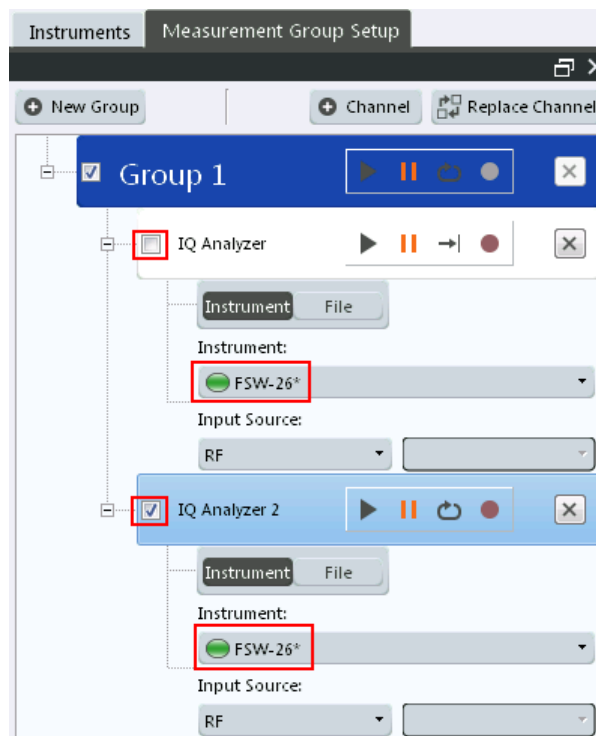 Instruments Measurement Group Setup
New Group Channel Replace Channel
Group 1
IQ Analyzer
Instrument File
Instrument:
FSW-26*
Input Source:
RF
IQ Analyzer 2
Instrument File
Instrument:
FSW-26*
Input Source:
RF